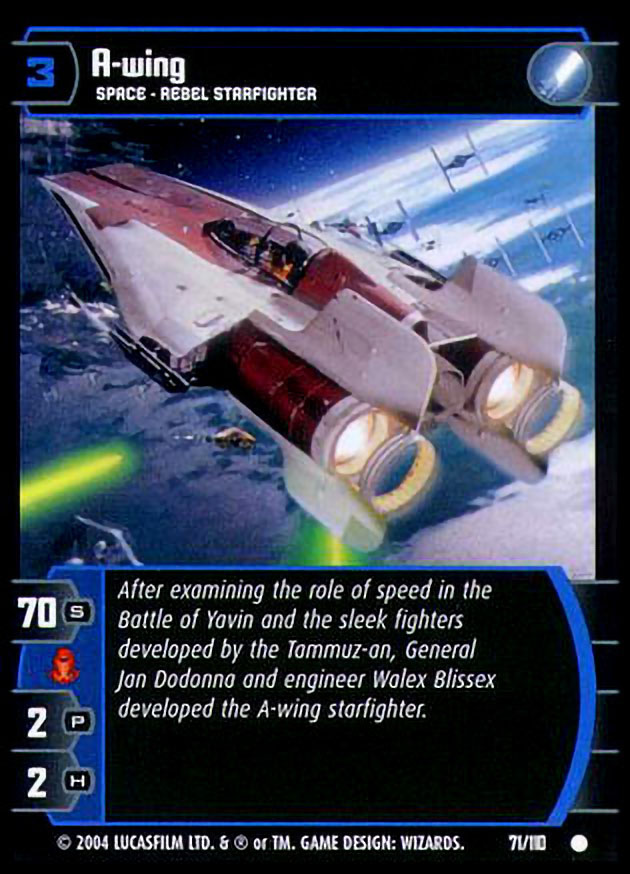 3
A-wing
SPACE - REBEL STARFIGHTER
70 S
2 P
2 H
After examining the role of speed in the
Battle of Yavin and the sleek fighters
developed by the Tammuz-an, General
Jan Dodonna and engineer Walex Blissex
developed the A-wing starfighter.
© 2004 LUCASFILM LTD. & ® or TM. GAME DESIGN: WIZARDS.